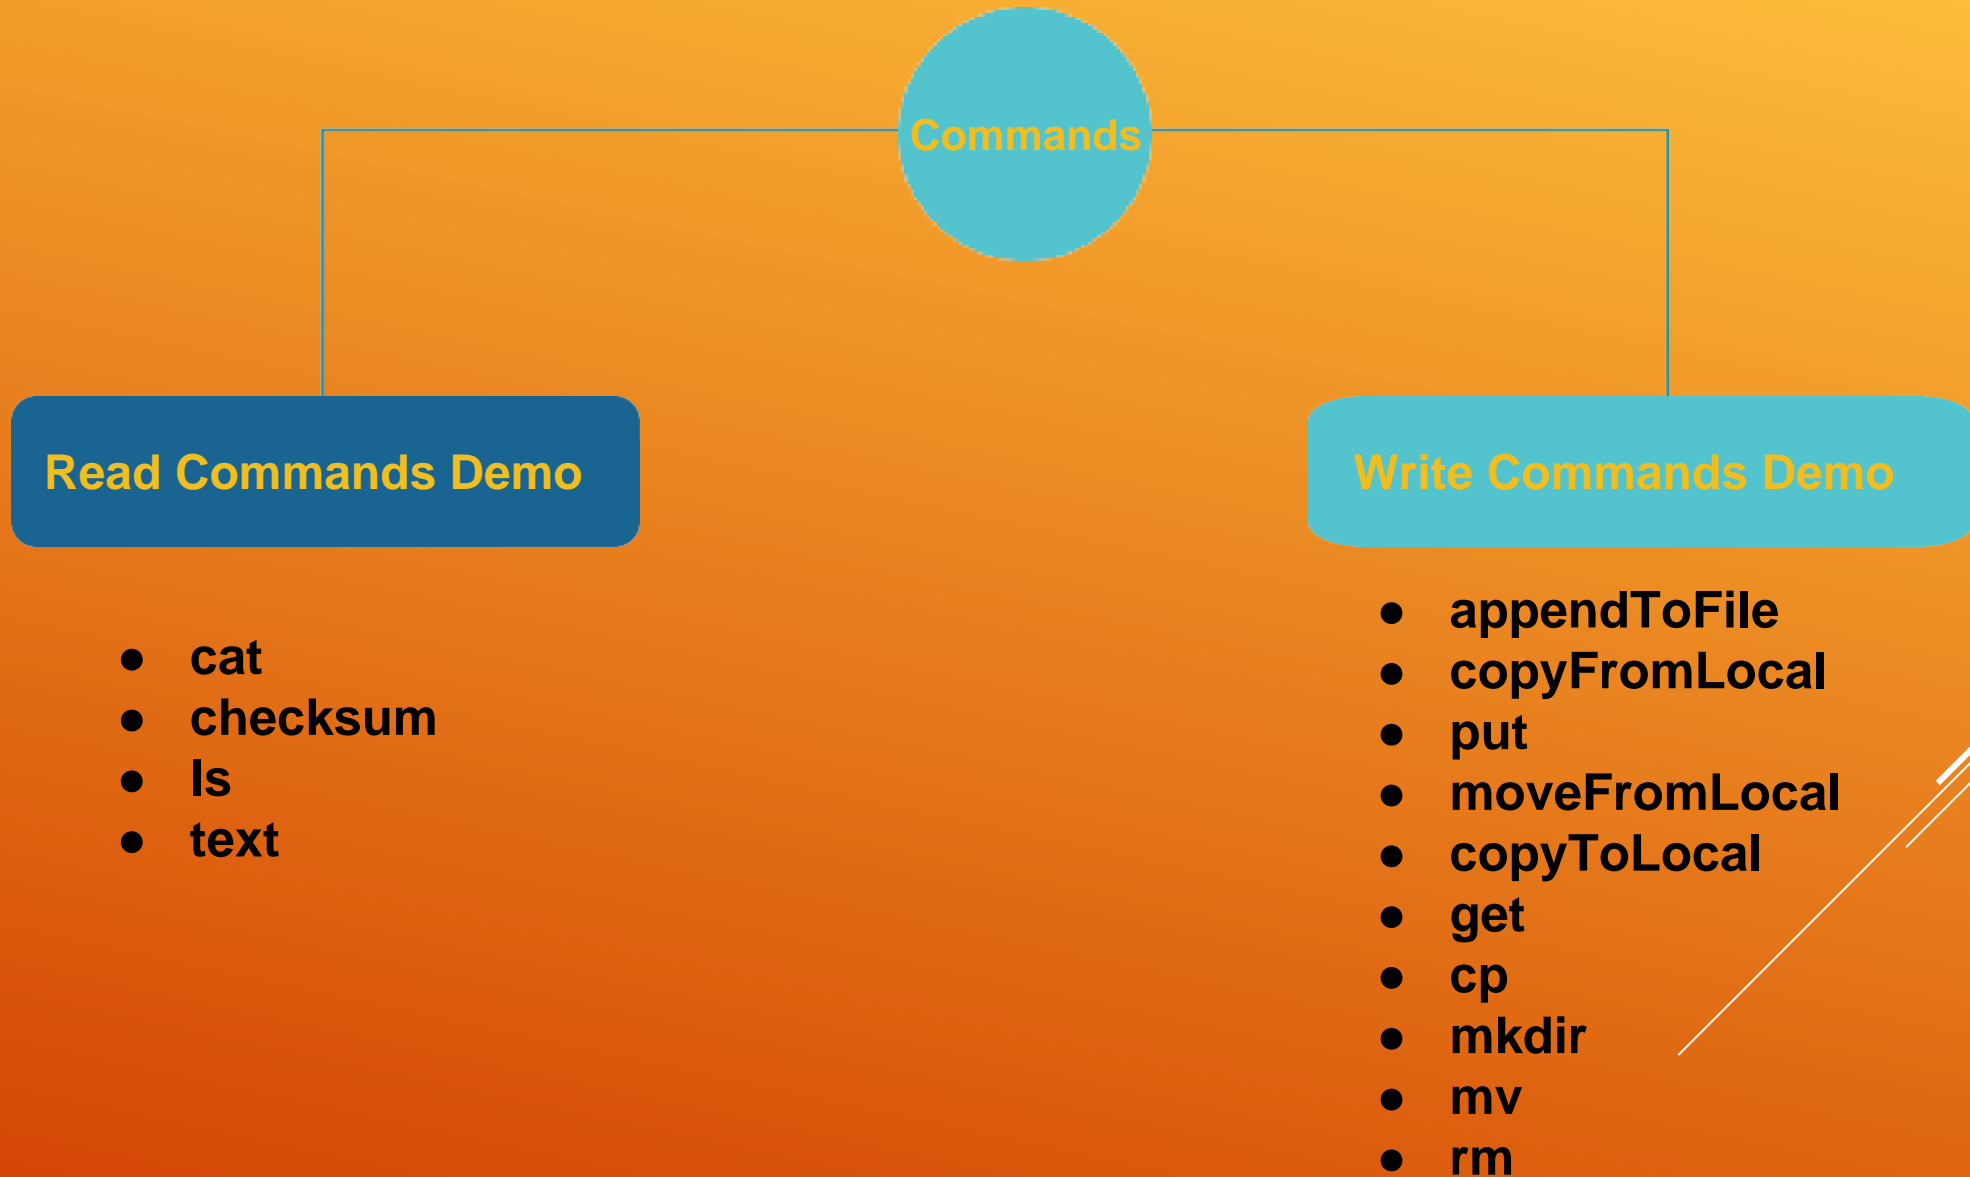 Commands
Read Commands Demo
● cat
● checksum
● ls
● text
Write Commands Demo
● appendToFile
● copyFromLocal
● put
● moveFromLocal
● copyToLocal
● get
● cp
● mkdir
● mv
● rm